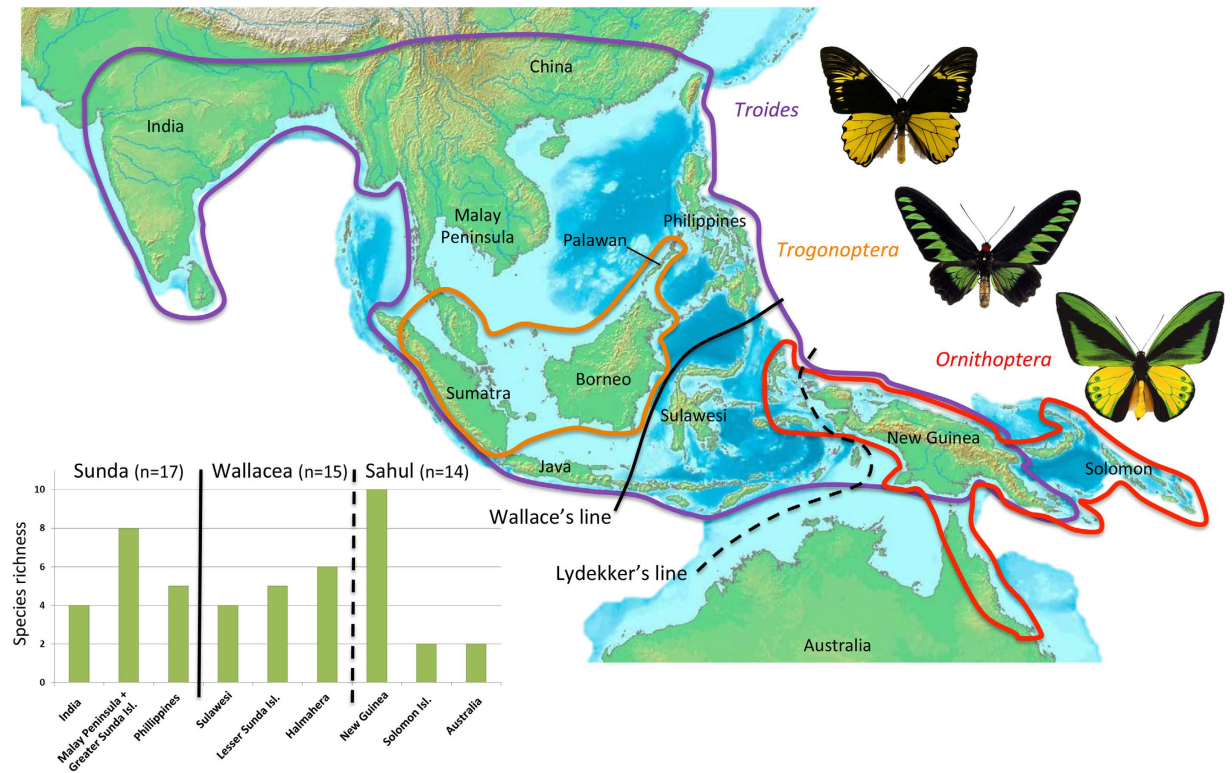 China
India
Troides
Malay
Peninsula
Philippines
Palawan
Trogonoptera
Ornithoptera
Sumatra
Borneo
Sulawesi
New Guinea
Solomon
Java
Wallace's line
Lydekker's line
Australia
Sunda (n=17)
Wallacea (n=15)
Sahul (n=14)
Species richness
10
8
6
4
2
0
India
Malay Peninsula +
Greater Sunda Isl.
Phillippines
Sulawesi
Lesser Sunda Isl.
Halmahera
New Guinea
Solomon Isl.
Australia